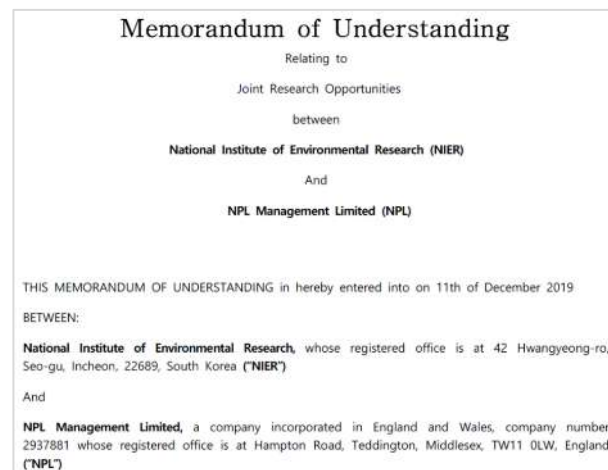 Memorandum of Understanding
Relating to
Joint Research Opportunities
between
National Institute of Environmental Research (NIER)
And
NPL Management Limited (NPL)
THIS MEMORANDUM OF UNDERSTANDING in hereby entered into on 11th of December 2019
BETWEEN:
National Institute of Environmental Research, whose registered office is at 42 Hwangyeong-ro,
Seo-gu, Incheon, 22689, South Korea ("NIER")
And
NPL Management Limited, a company incorporated in England and Wales, company number
2937881 whose registered office is at Hampton Road, Teddington, Middlesex, TW11 0LW, England
("NPL")